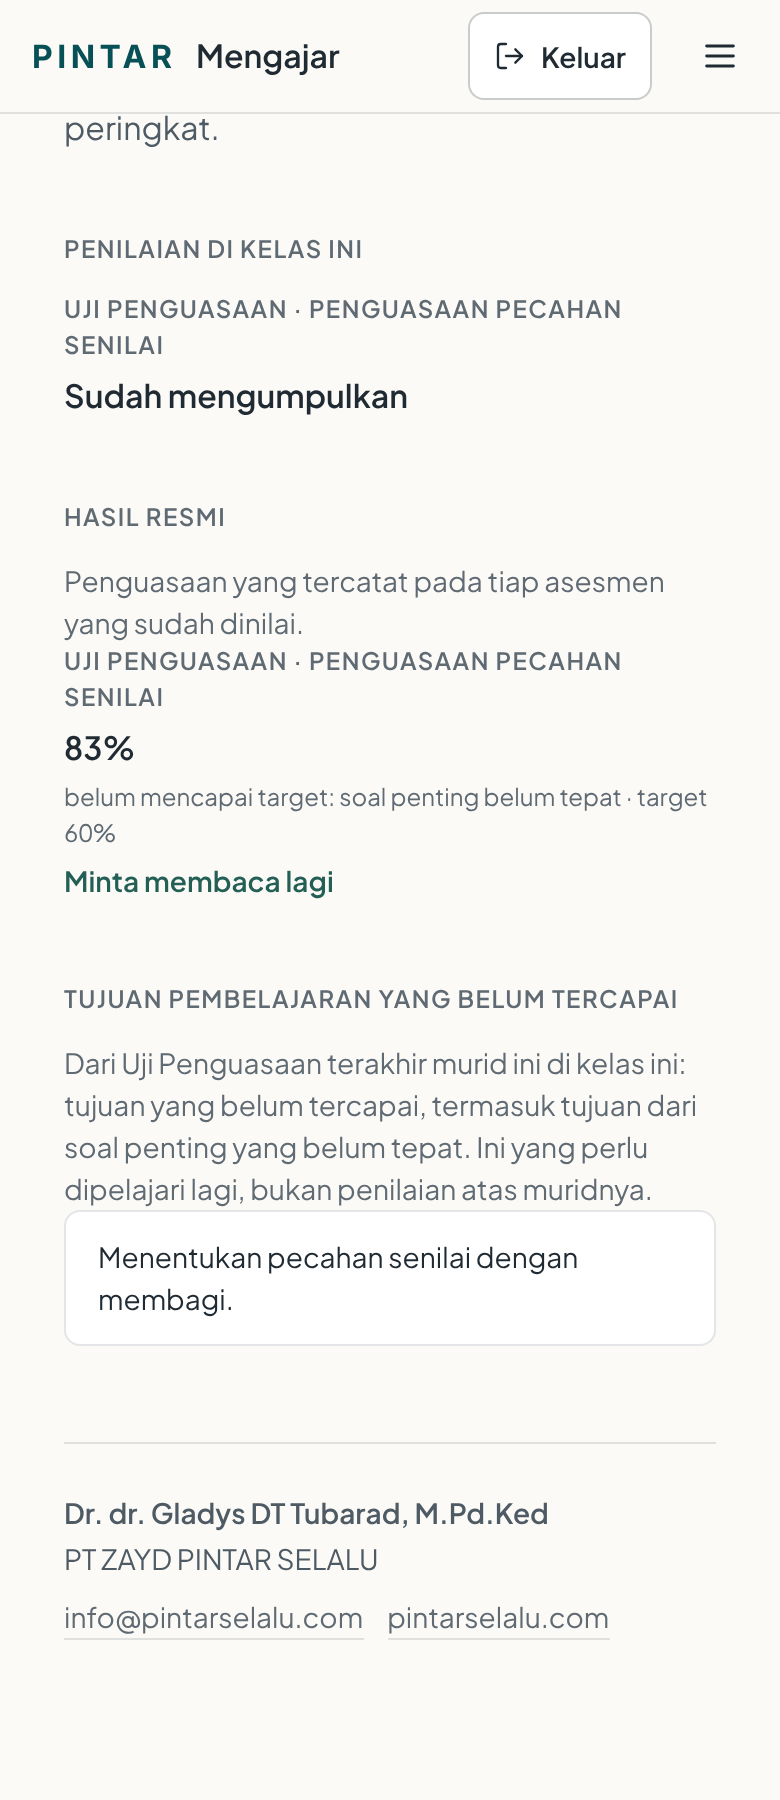 PINTAR Mengajar
Keluar
peringkat.
PENILAIAN DI KELAS INI
UJI PENGUASAAN · PENGUASAAN PECAHAN
SENILAI
Sudah mengumpulkan
HASIL RESMI
Penguasaan yang tercatat pada tiap asesmen
yang sudah dinilai.
UJI PENGUASAAN · PENGUASAAN PECAHAN
SENILAI
83%
belum mencapai target: soal penting belum tepat · target
60%
Minta membaca lagi
TUJUAN PEMBELAJARAN YANG BELUM TERCAPAI
Dari Uji Penguasaan terakhir murid ini di kelas ini:
tujuan yang belum tercapai, termasuk tujuan dari
soal penting yang belum tepat. Ini yang perlu
dipelajari lagi, bukan penilaian atas muridnya.
Menentukan pecahan senilai dengan
membagi.
Dr. dr. Gladys DT Tubarad, M.Pd.Ked
PT ZAYD PINTAR SELALU
info@pintarselalu.com pintarselalu.com